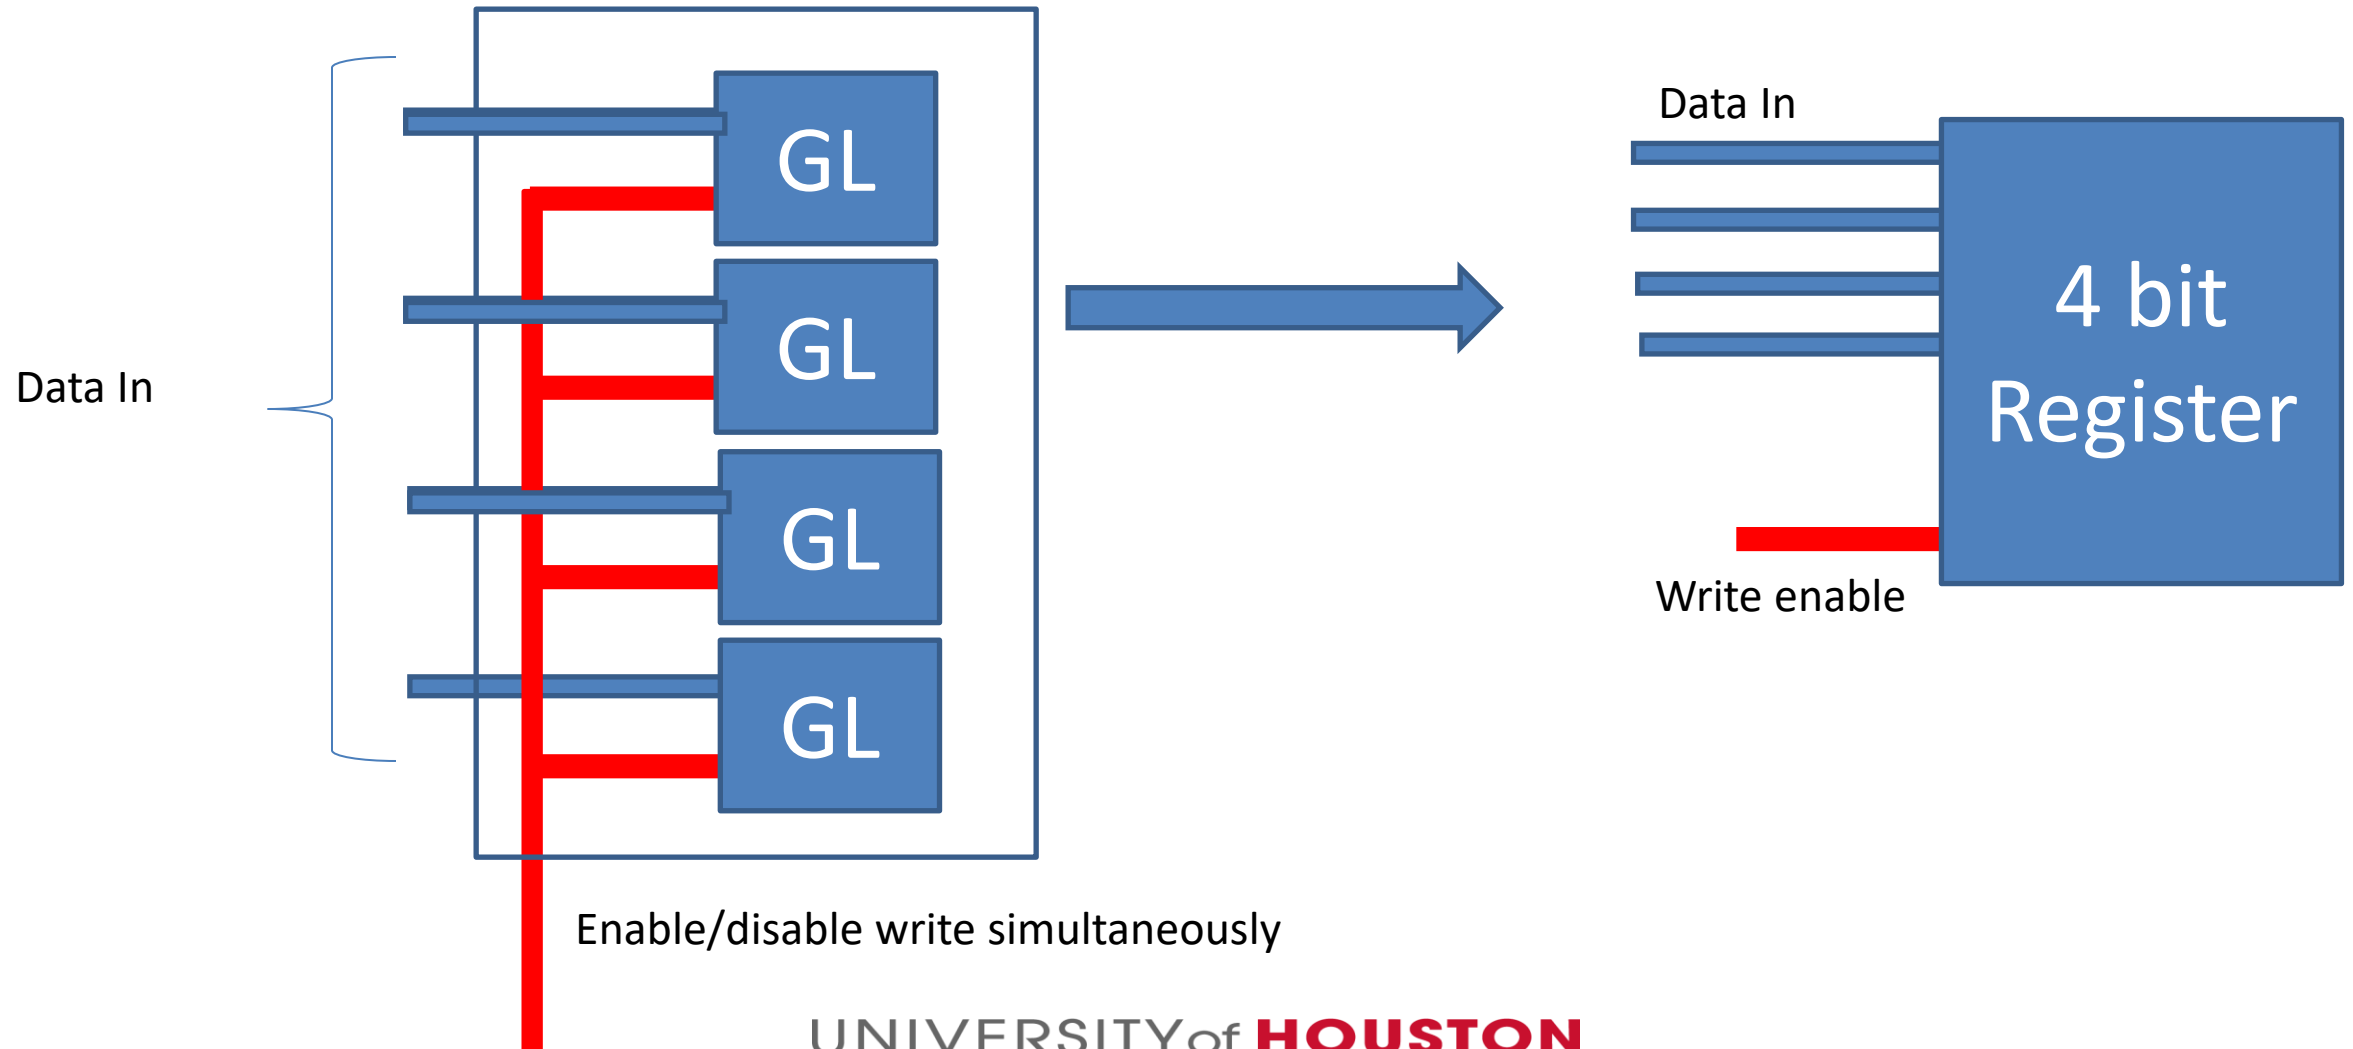 Data In
GL
GL
GL
GL
Enable/disable write simultaneously
Data In
4 bit
Register
Write enable
UNIVERSITY of HOUSTON